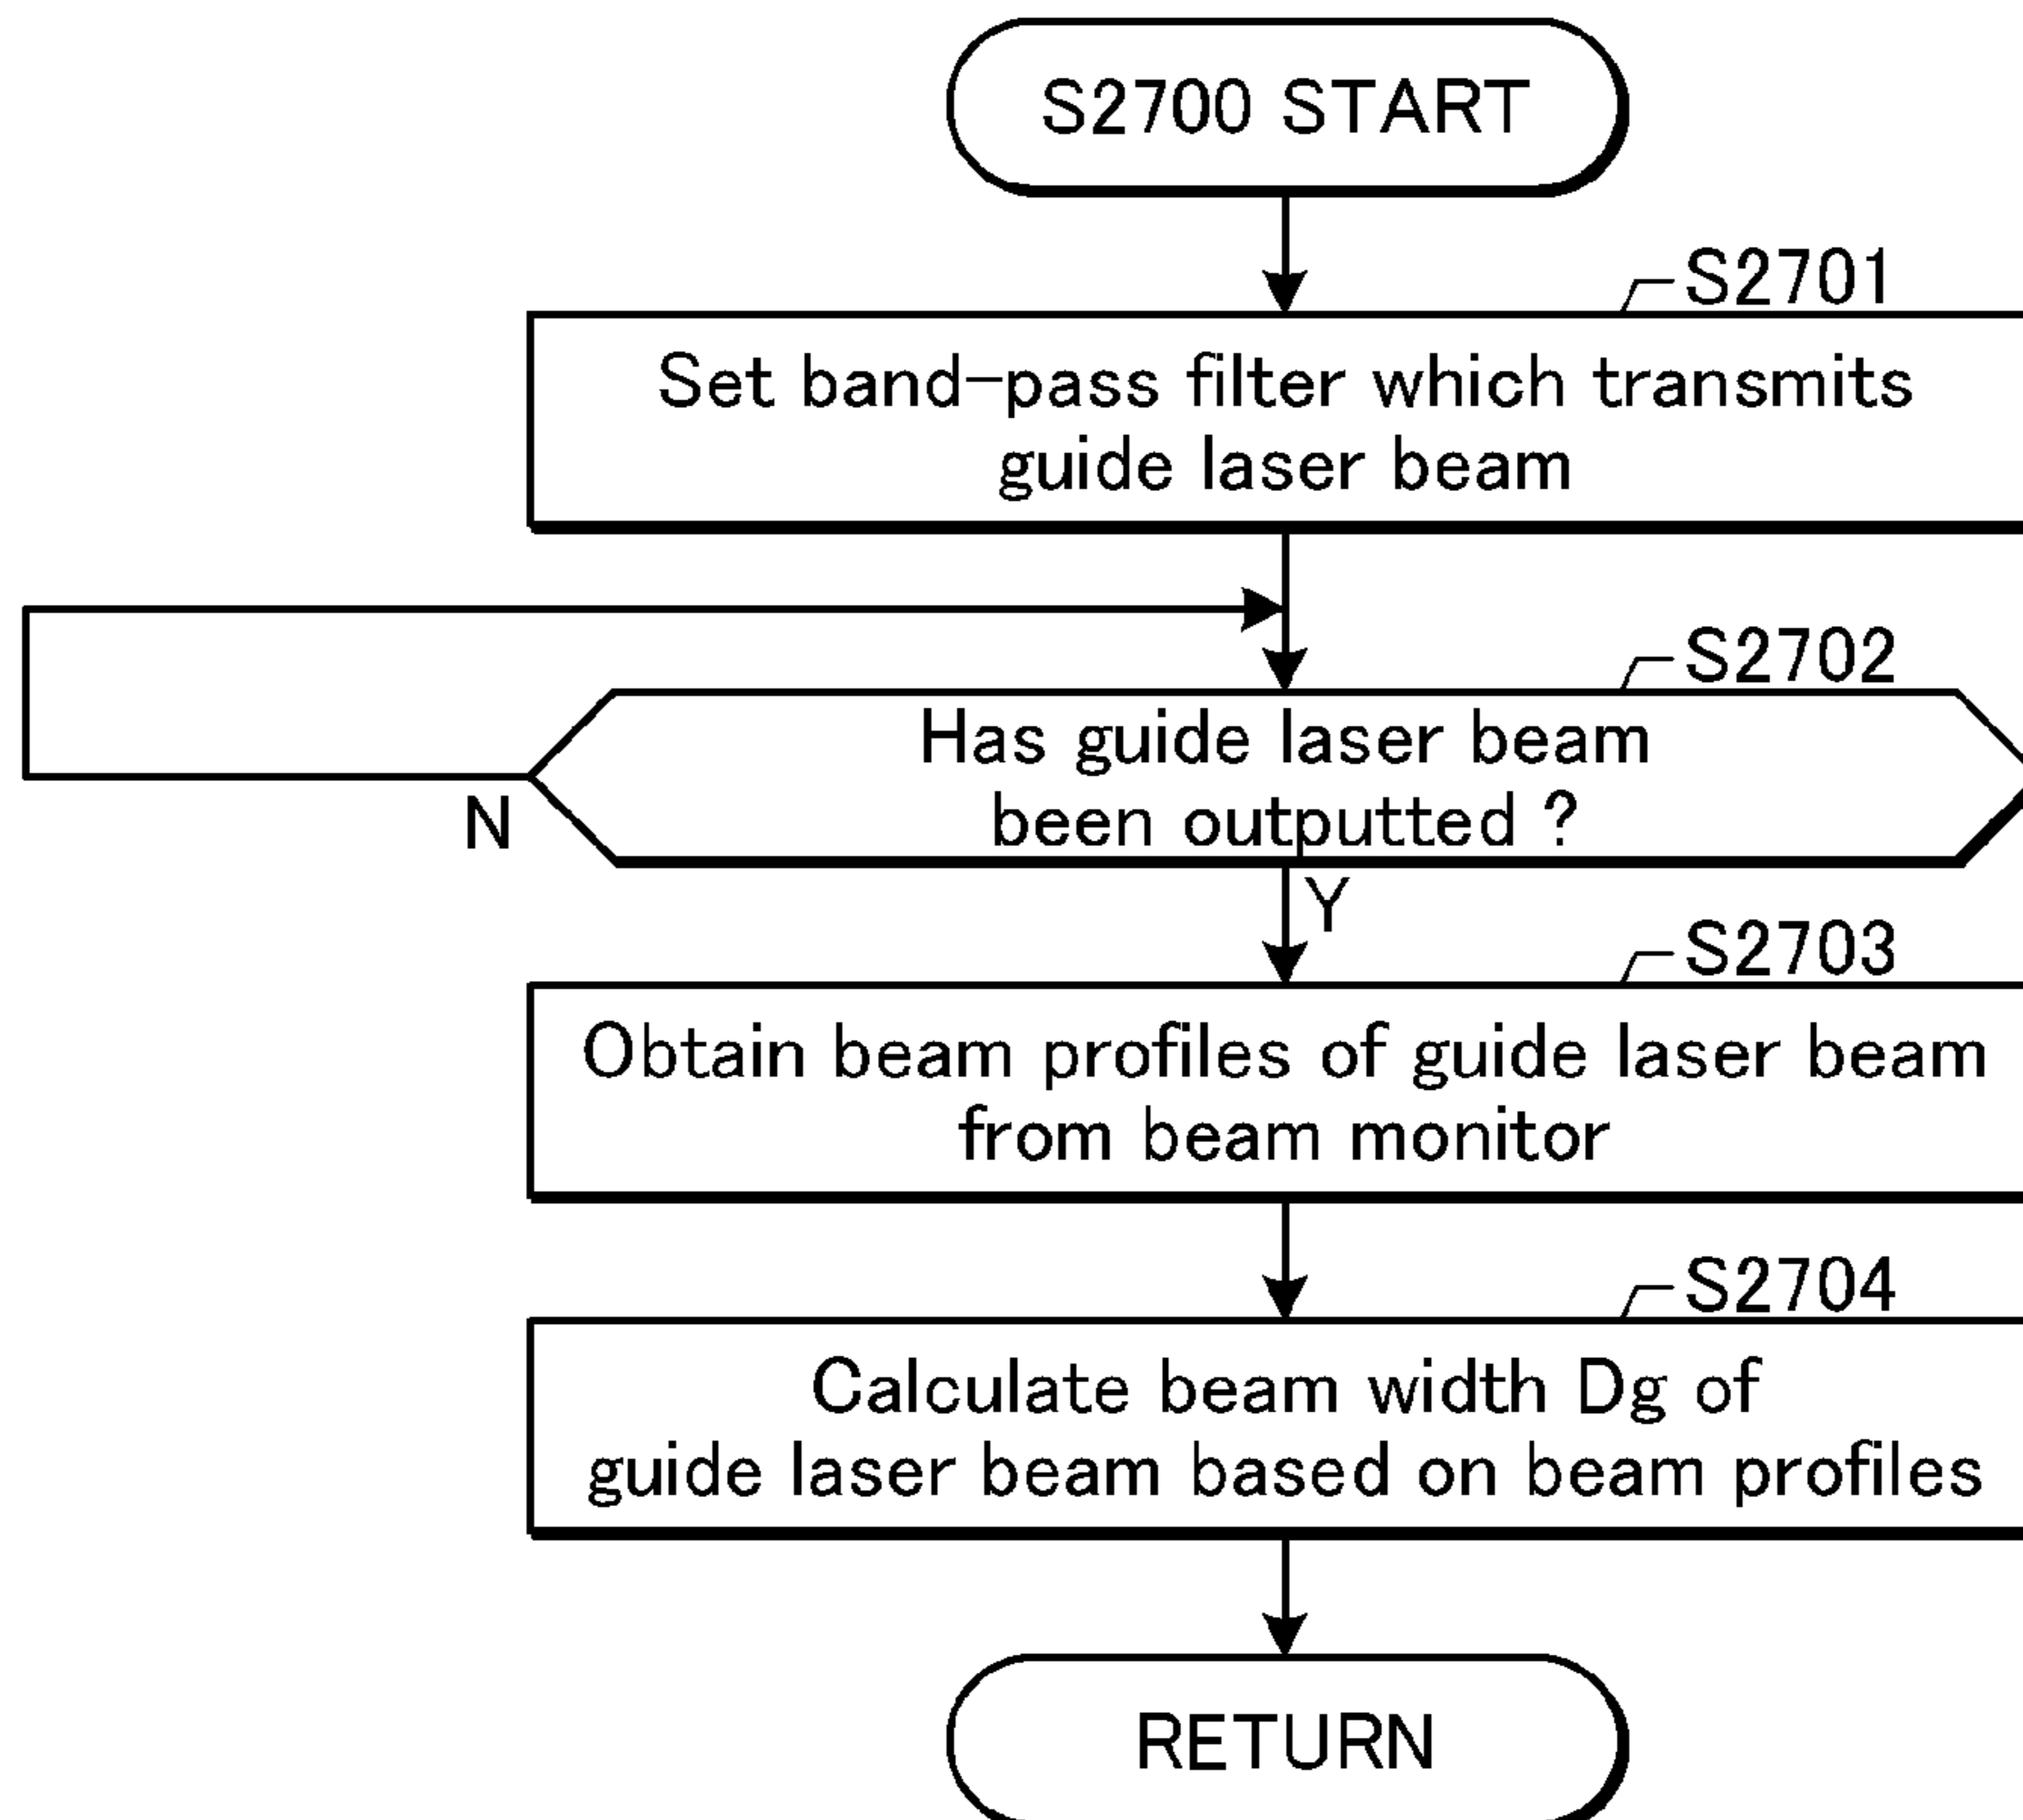 S2700 START
S2701
Set band-pass filter which transmits
guide laser beam
S2702
Has guide laser beam
been outputted ?
N
Y
S2703
Obtain beam profiles of guide laser beam
from beam monitor
S2704
Calculate beam width Dg of
guide laser beam based on beam profiles
RETURN